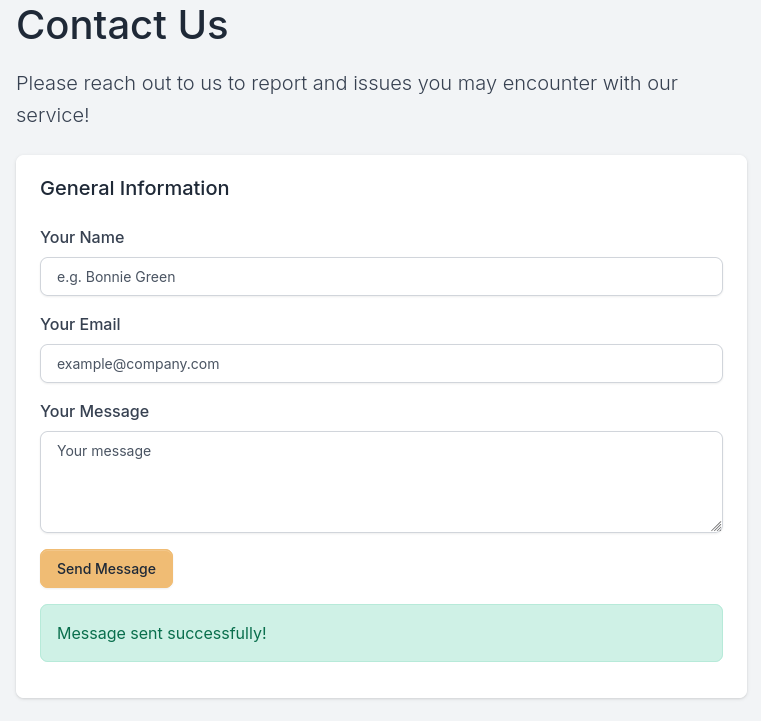 Contact Us
Please reach out to us to report and issues you may encounter with our
service!
General Information
Your Name
e.g. Bonnie Green
Your Email
example@company.com
Your Message
Your message
Send Message
Message sent successfully!